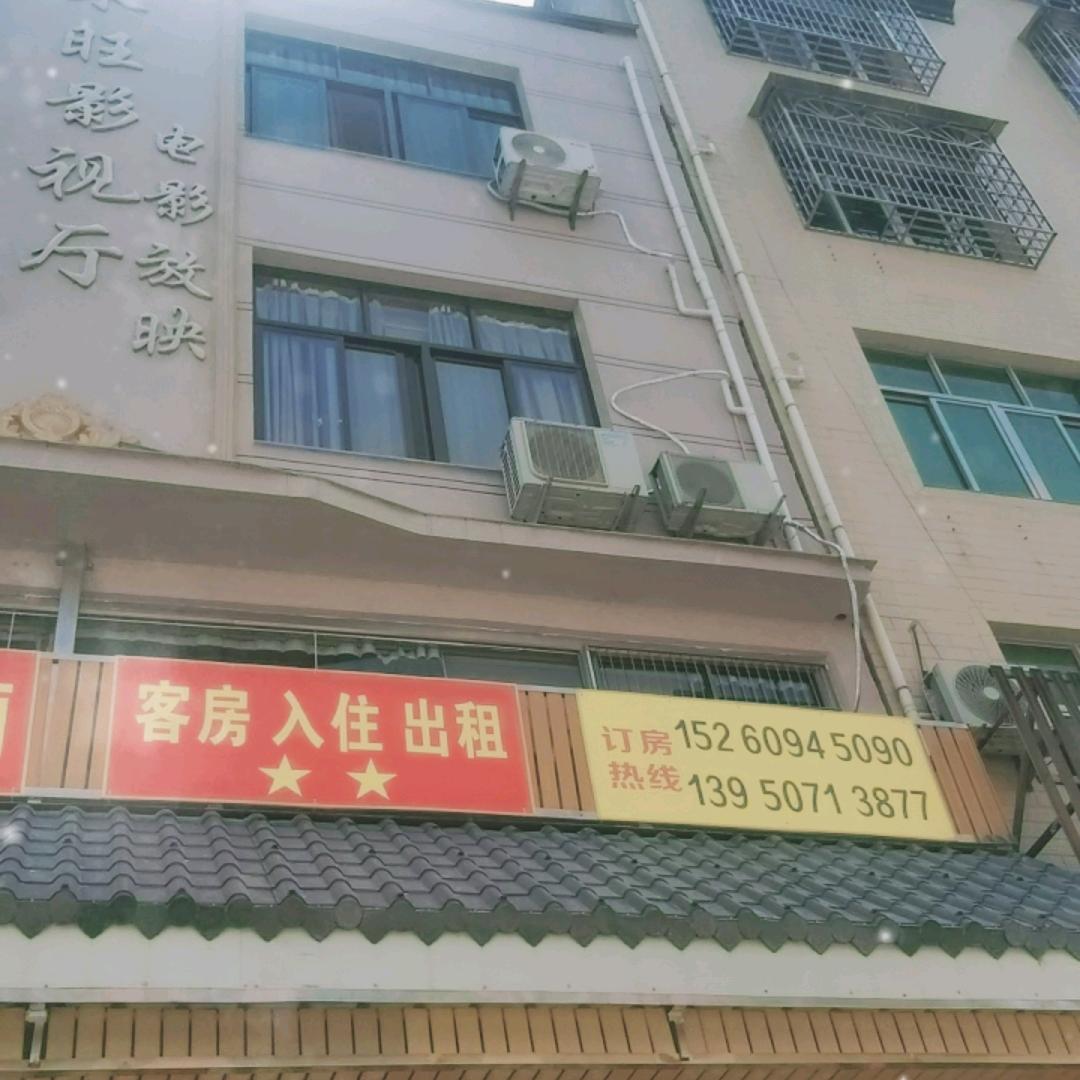 旺影视厅
电影放映
客房 入住 出租
订房 152 6094 5090
热线 139 5071 3877